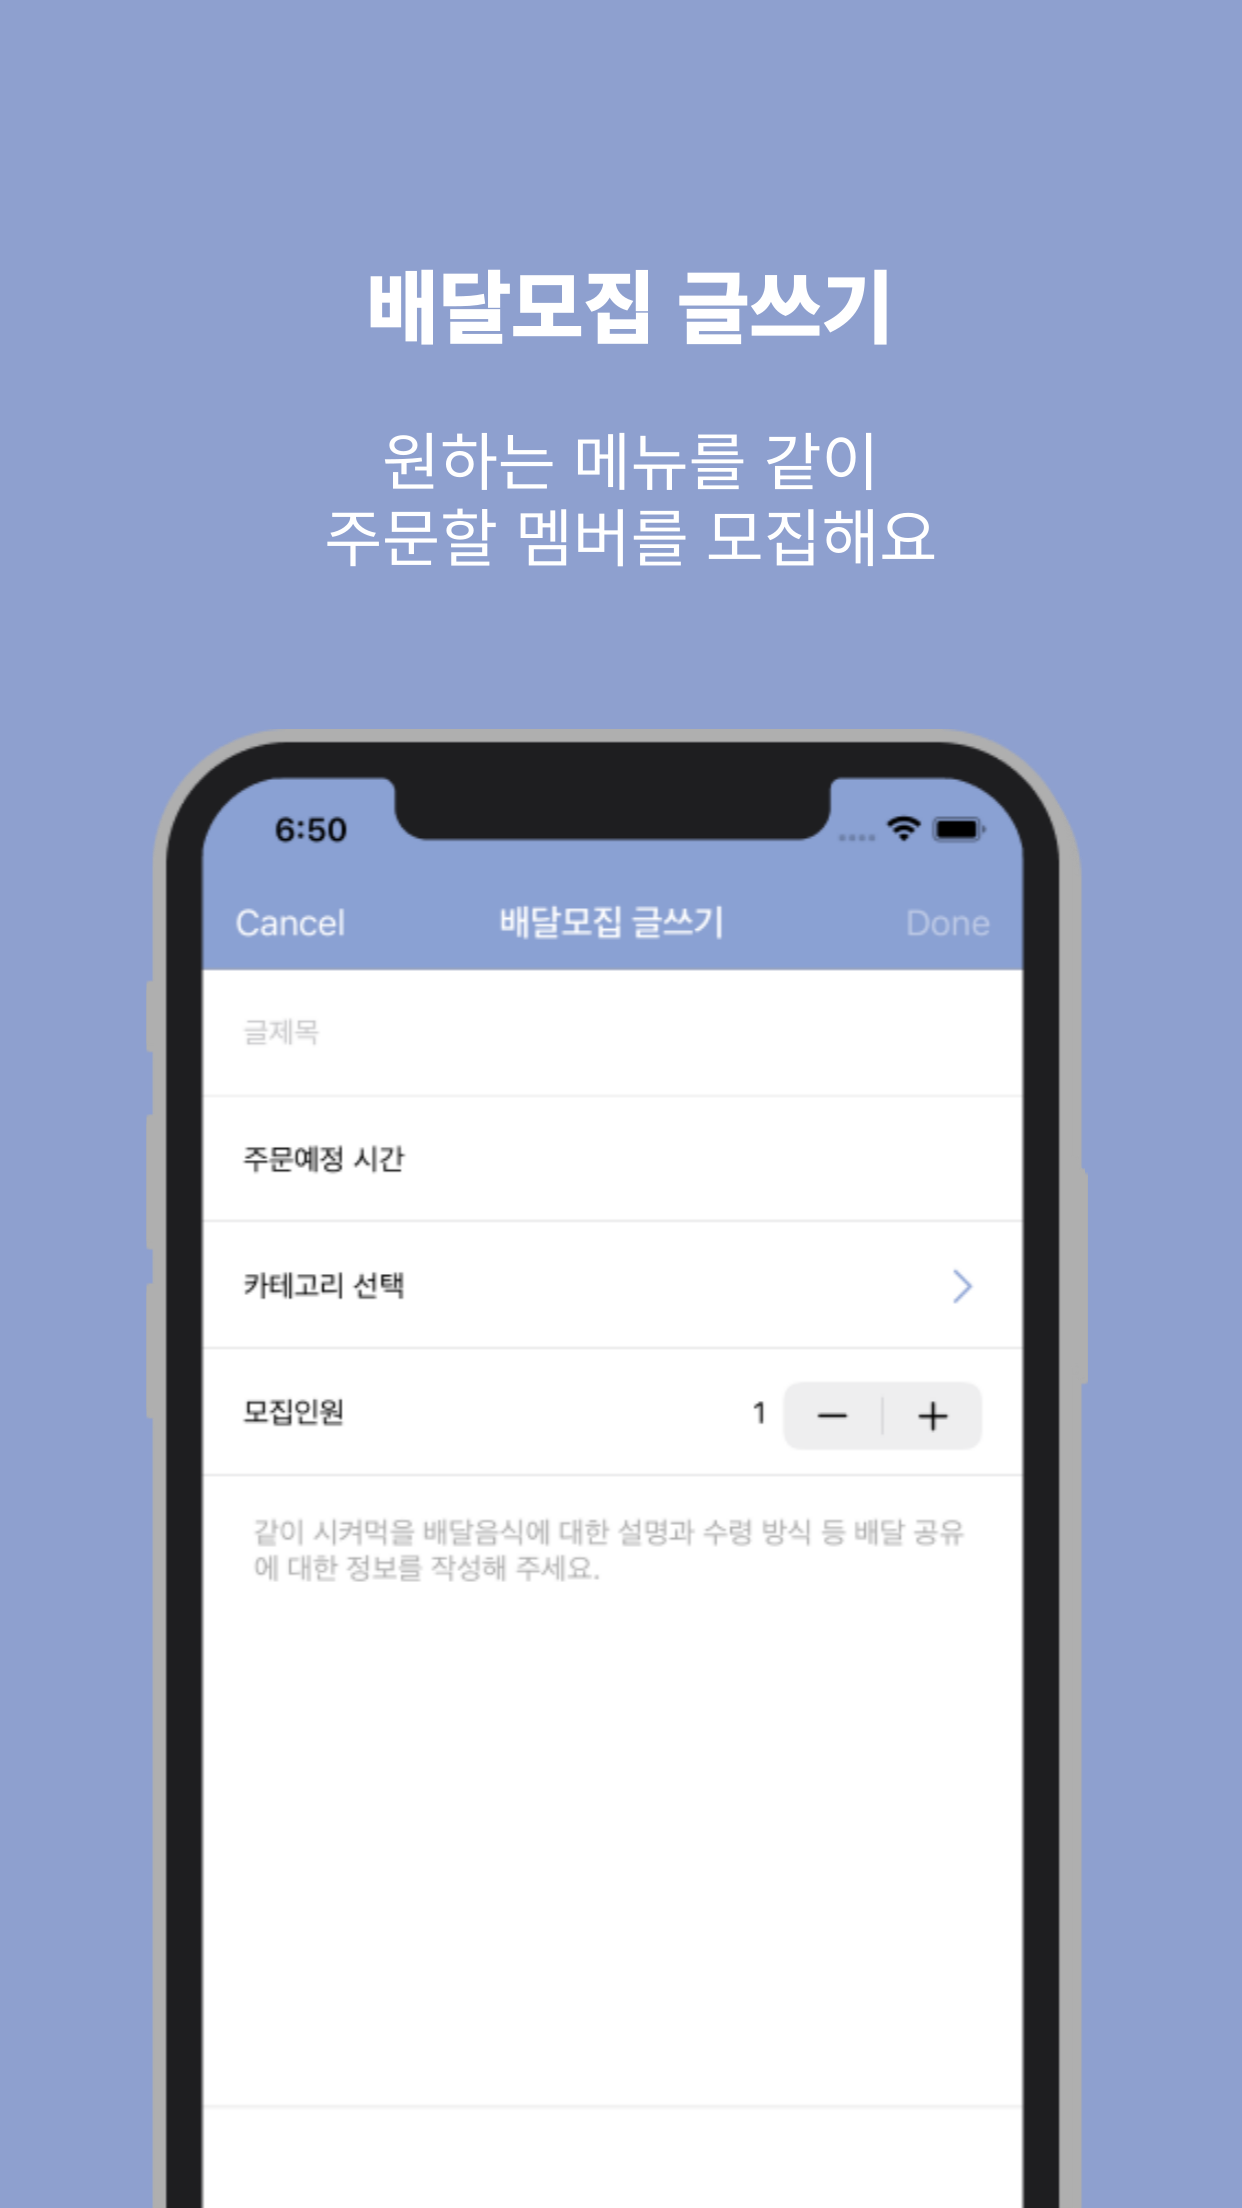 배달모집 글쓰기
원하는 메뉴를 같이
주문할 멤버를 모집해요
6:50
Cancel 배달모집 글쓰기 Done
글제목
주문예정 시간
카테고리 선택
모집인원 1
같이 시켜먹을 배달음식에 대한 설명과 수령 방식 등 배달 공유
에 대한 정보를 작성해 주세요.